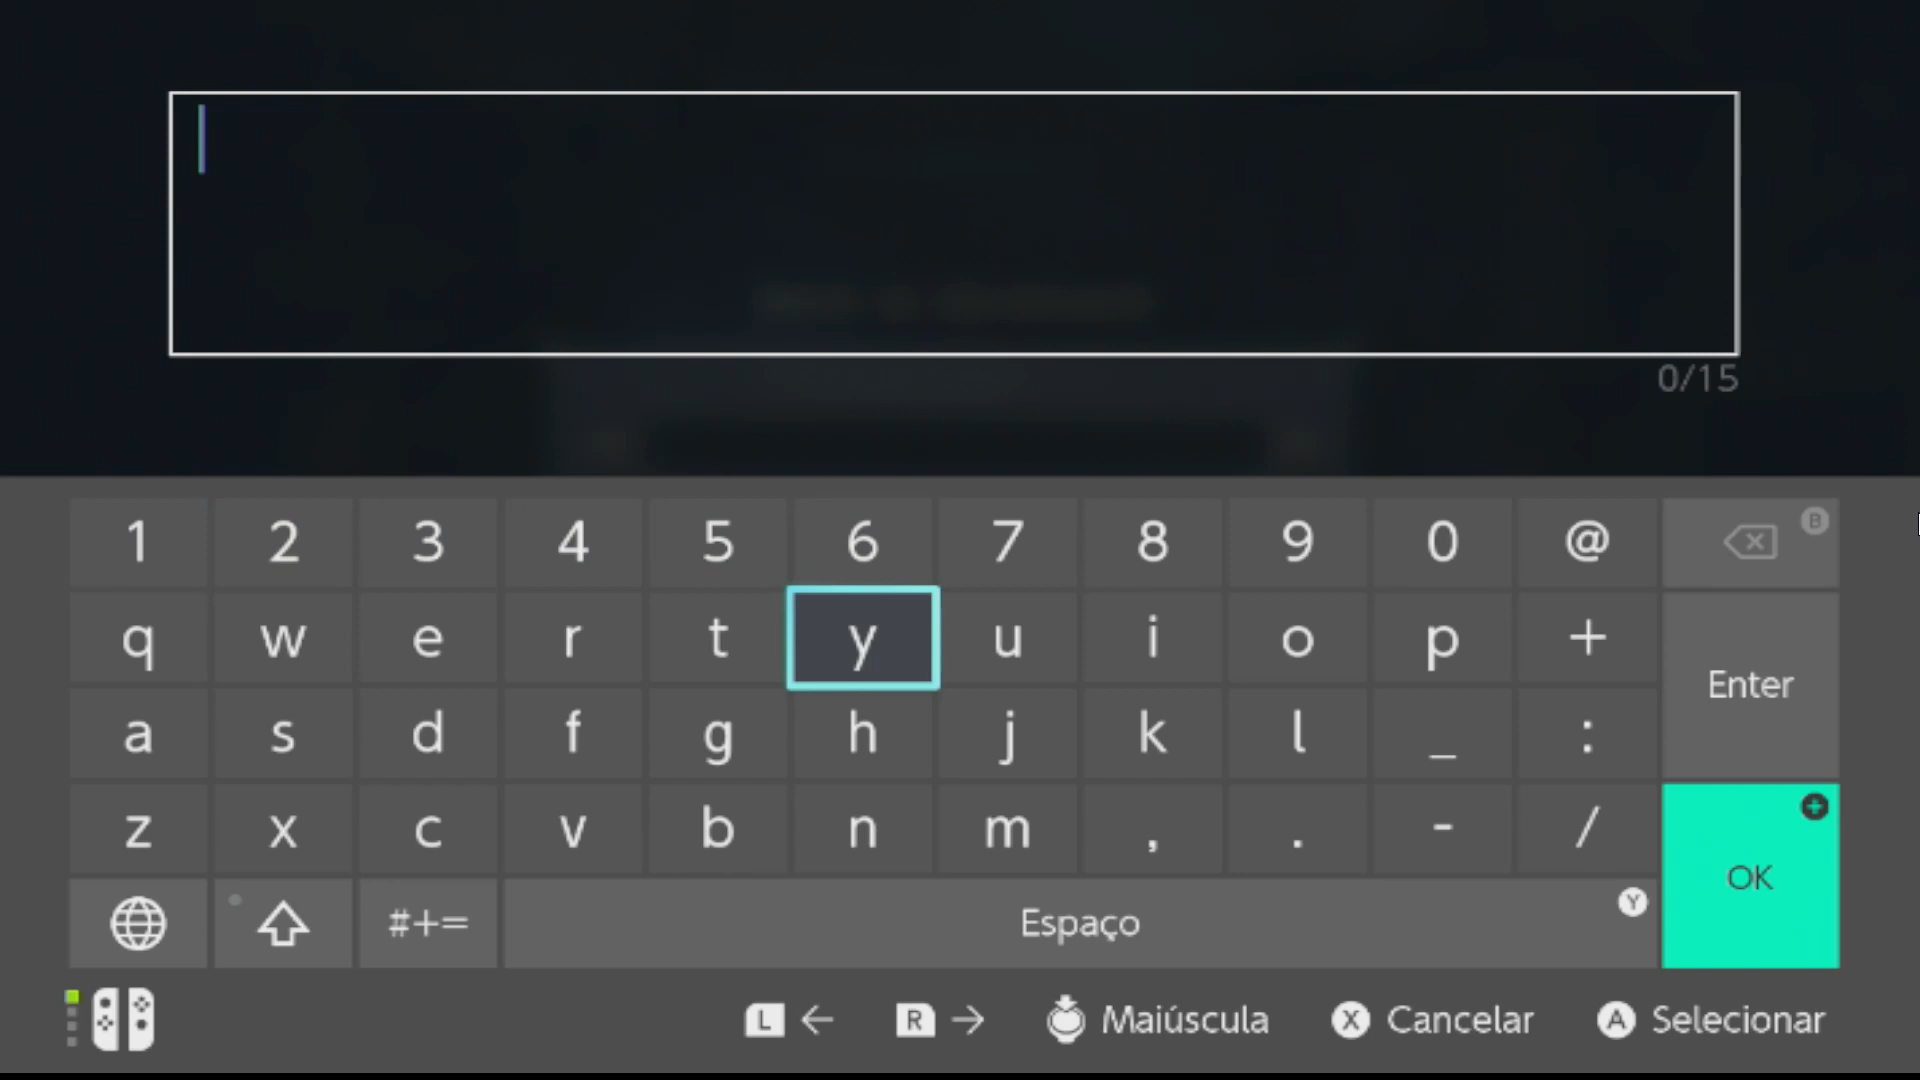 0/15
1 2 3 4 5 6 7 8 9 0 @ B
q w e r t y u i o p +
Enter
a s d f g h j k l _ :
z x c v b n m , . - /
OK
#+= Espaço Y
L ← R → Maiúscula X Cancelar A Selecionar